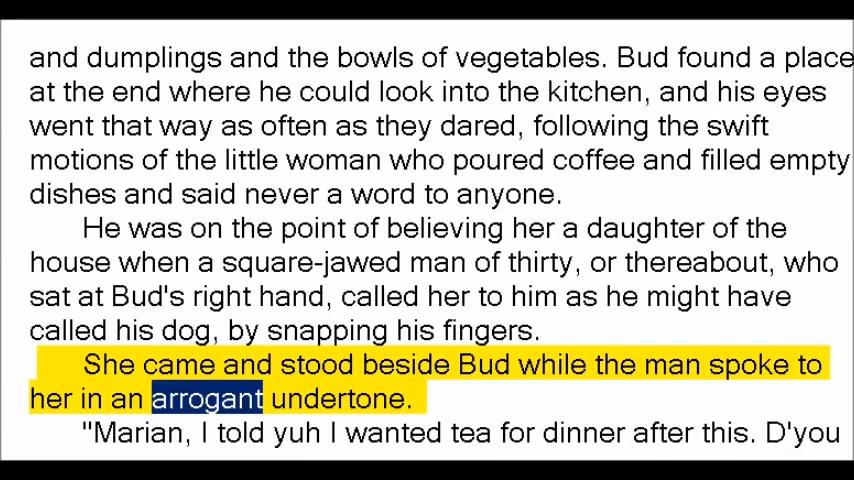 and dumplings and the bowls of vegetables. Bud found a place
at the end where he could look into the kitchen, and his eyes
went that way as often as they dared, following the swift
motions of the little woman who poured coffee and filled empty
dishes and said never a word to anyone.
He was on the point of believing her a daughter of the
house when a square-jawed man of thirty, or thereabout, who
sat at Bud's right hand, called her to him as he might have
called his dog, by snapping his fingers.
She came and stood beside Bud while the man spoke to
her in an arrogant undertone.
"Marian, I told yuh I wanted tea for dinner after this. D'you